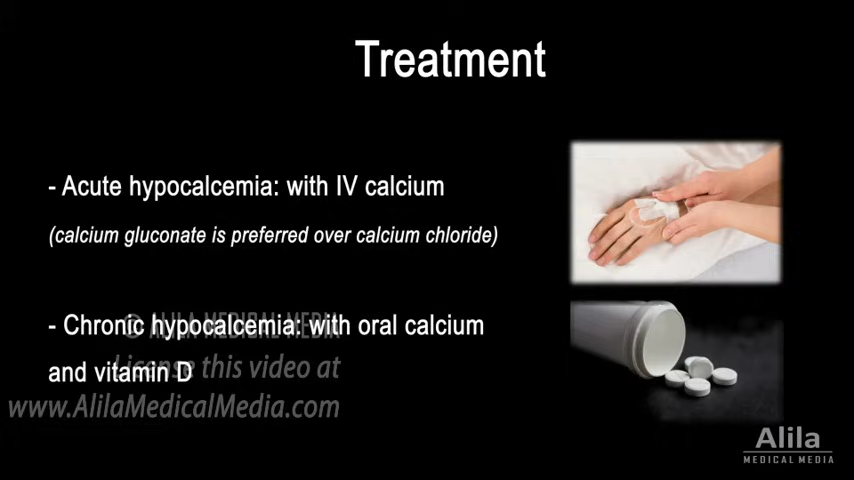 Treatment
- Acute hypocalcemia: with IV calcium
(calcium gluconate is preferred over calcium chloride)
- Chronic hypocalcemia: with oral calcium
and vitamin D
© ALILA MEDICAL MEDIA
License this video at
www.AlilaMedicalMedia.com
Alila
MEDICAL MEDIA